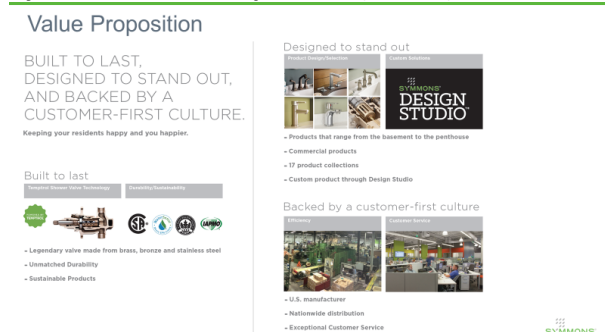 Value Proposition
BUILT TO LAST,
DESIGNED TO STAND OUT,
AND BACKED BY A
CUSTOMER-FIRST CULTURE.
Keeping your residents happy and you happier.
Built to last
Temptrol Shower Valve Technology
Durability/Sustainability
IAPMO
– Legendary valve made from brass, bronze and stainless steel
– Unmatched Durability
– Sustainable Products
Designed to stand out
Product Design/Selection
Custom Solutions
SYMMONS
DESIGN
STUDIO
– Products that range from the basement to the penthouse
– Commercial products
– 17 product collections
– Custom product through Design Studio
Backed by a customer-first culture
Efficiency
Customer Service
– U.S. manufacturer
– Nationwide distribution
– Exceptional Customer Service
SYMMONS